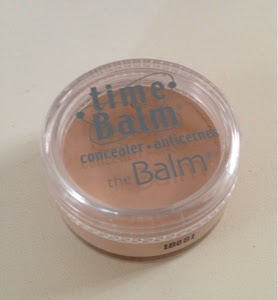 time
Balm®
concealer • anticernes
the Balm®